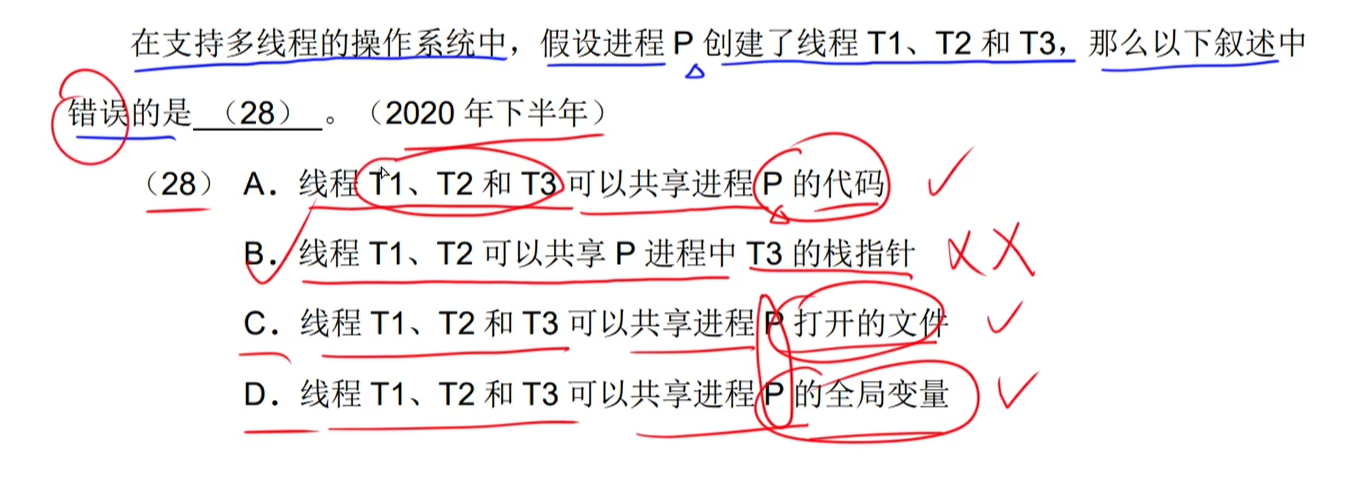 在支持多线程的操作系统中，假设进程 P 创建了线程 T1、T2 和 T3，那么以下叙述中
错误的是 （28） 。（2020 年下半年）
（28） A．线程 T1、T2 和 T3 可以共享进程 P 的代码
B．线程 T1、T2 可以共享 P 进程中 T3 的栈指针
C．线程 T1、T2 和 T3 可以共享进程 P 打开的文件
D．线程 T1、T2 和 T3 可以共享进程 P 的全局变量